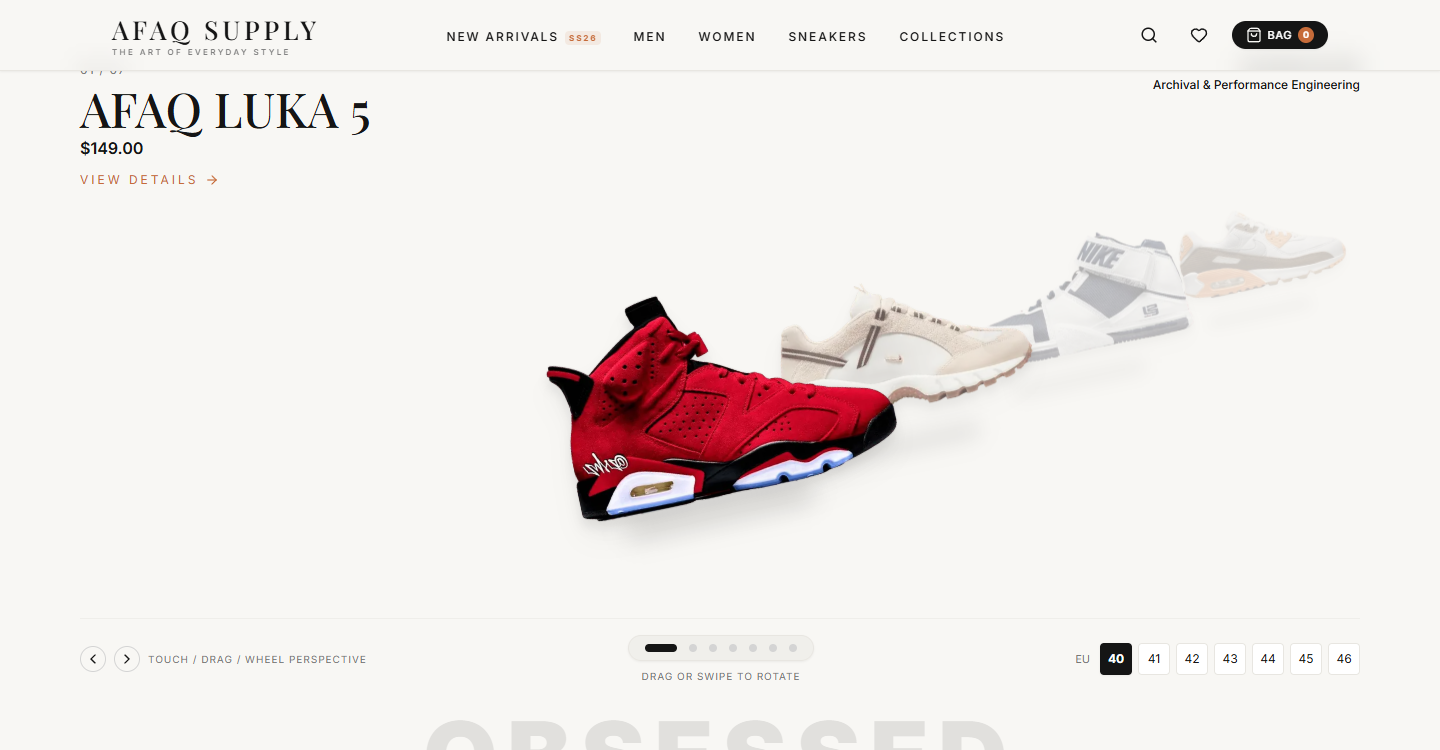 AFAQ SUPPLY
THE ART OF EVERYDAY STYLE
NEW ARRIVALS SS26 MEN WOMEN SNEAKERS COLLECTIONS
BAG 0
Archival & Performance Engineering
AFAQ LUKA 5
$149.00
VIEW DETAILS →
NIKE
TOUCH / DRAG / WHEEL PERSPECTIVE
DRAG OR SWIPE TO ROTATE
EU 40 41 42 43 44 45 46
OBSESSED